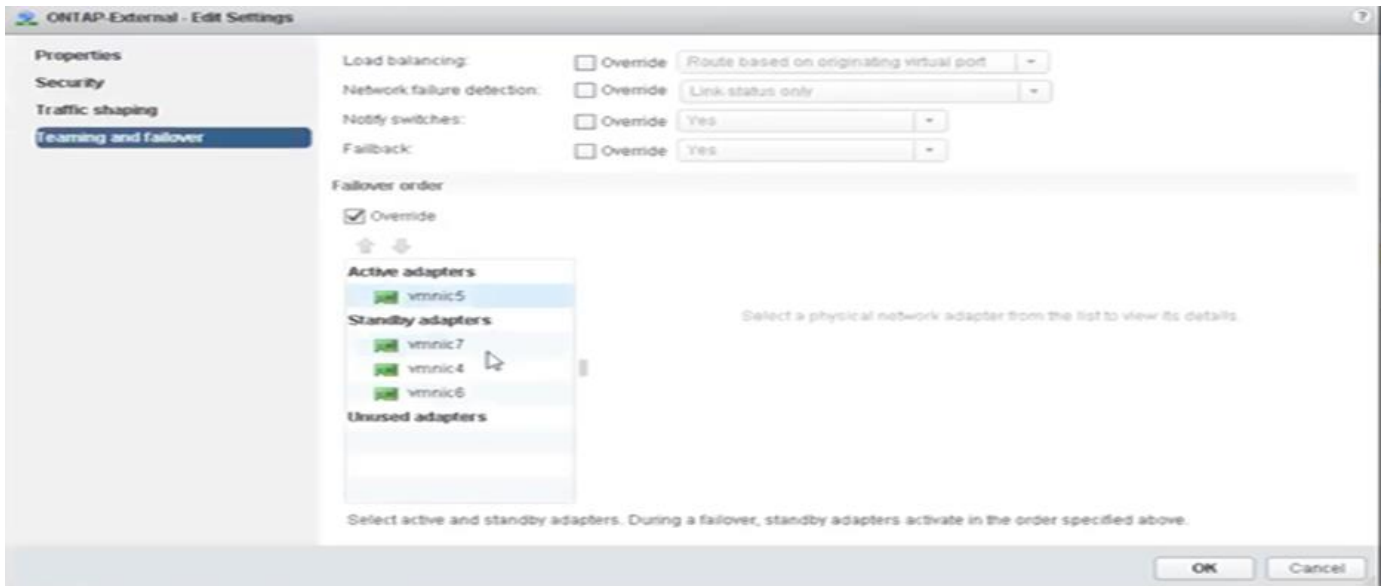 ONTAP-External - Edit Settings
?
Properties
Security
Traffic shaping
Teaming and failover
Load balancing: Override Route based on originating virtual port
Network failure detection: Override Link status only
Notify switches: Override Yes
Failback: Override Yes
Failover order
Override
Active adapters
vmnic5
Standby adapters
vmnic7
vmnic4
vmnic6
Unused adapters
Select a physical network adapter from the list to view its details.
Select active and standby adapters. During a failover, standby adapters activate in the order specified above.
OK Cancel